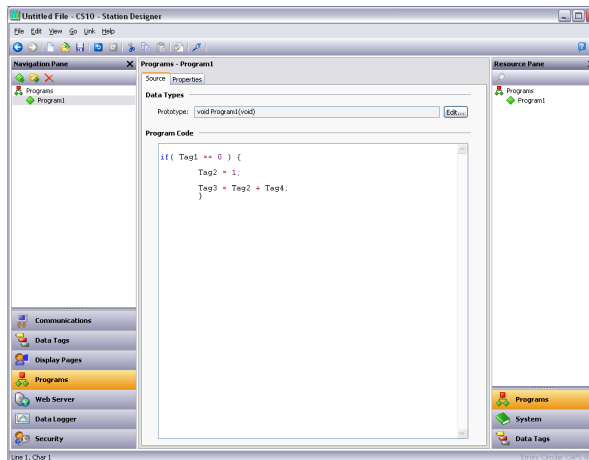 Untitled File - CS10 - Station Designer
File Edit View Go Link Help
Navigation Pane
Programs
Program1
Communications
Data Tags
Display Pages
Programs
Web Server
Data Logger
Security
Programs - Program1
Source Properties
Data Types
Prototype: void Program1(void) Edit...
Program Code
if( Tag1 == 0 ) {
Tag2 = 1;
Tag3 = Tag2 + Tag4;
}
Resource Pane
Programs
Program1
Programs
System
Data Tags
Line 1, Char 1